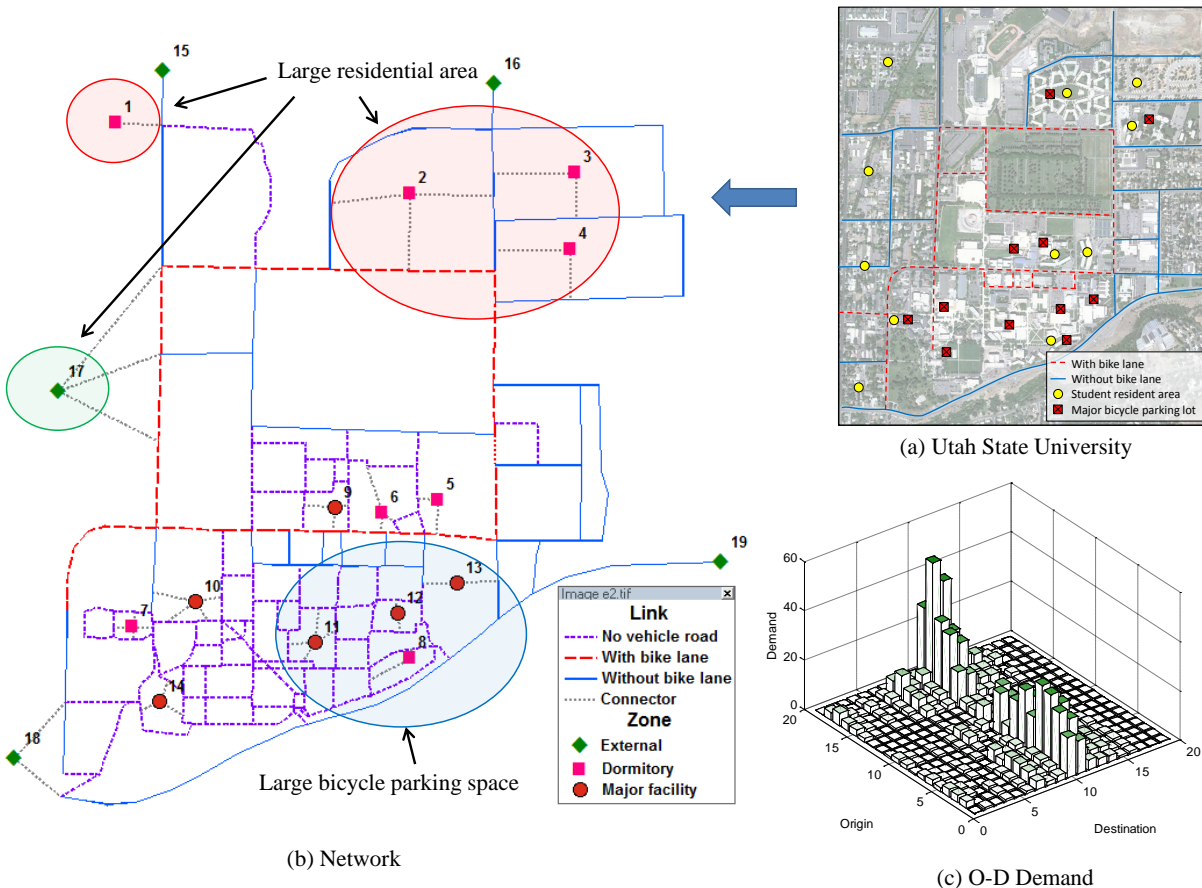 15
Large residential area
16
1
2
3
4
17
9
6
5
19
10
13
12
7
11
8
14
18
Large bicycle parking space
Image e2.tif
x
Link
No vehicle road
With bike lane
Without bike lane
Connector
Zone
External
Dormitory
Major facility
(b) Network
With bike lane
Without bike lane
Student resident area
Major bicycle parking lot
(a) Utah State University
60
40
20
0
Demand
20
15
10
5
0
Origin
0
5
10
15
20
Destination
(c) O-D Demand